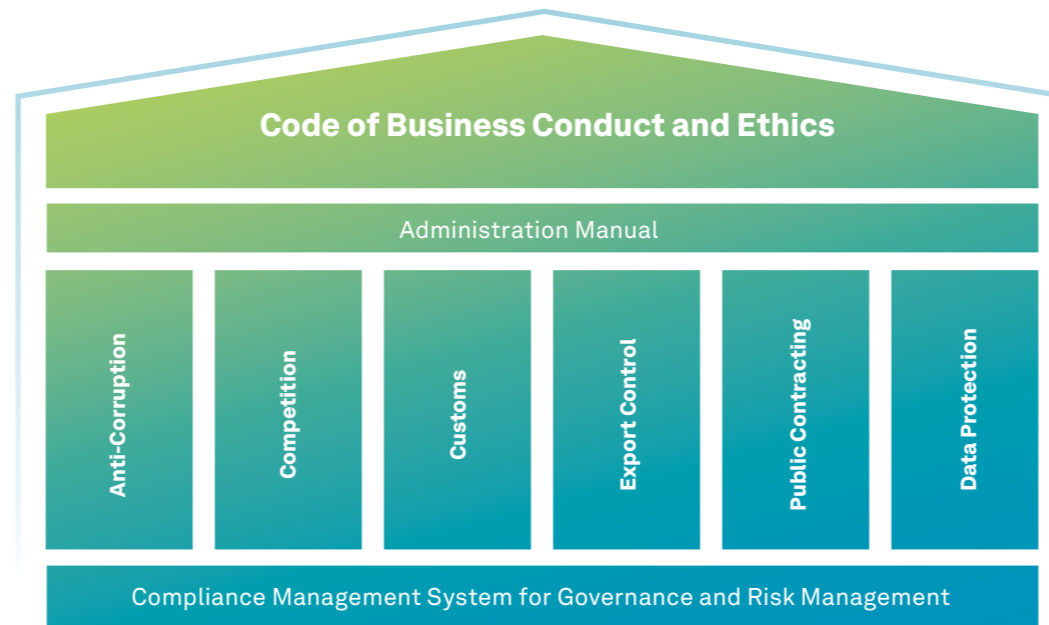 Code of Business Conduct and Ethics
Administration Manual
Anti-Corruption
Competition
Customs
Export Control
Public Contracting
Data Protection
Compliance Management System for Governance and Risk Management